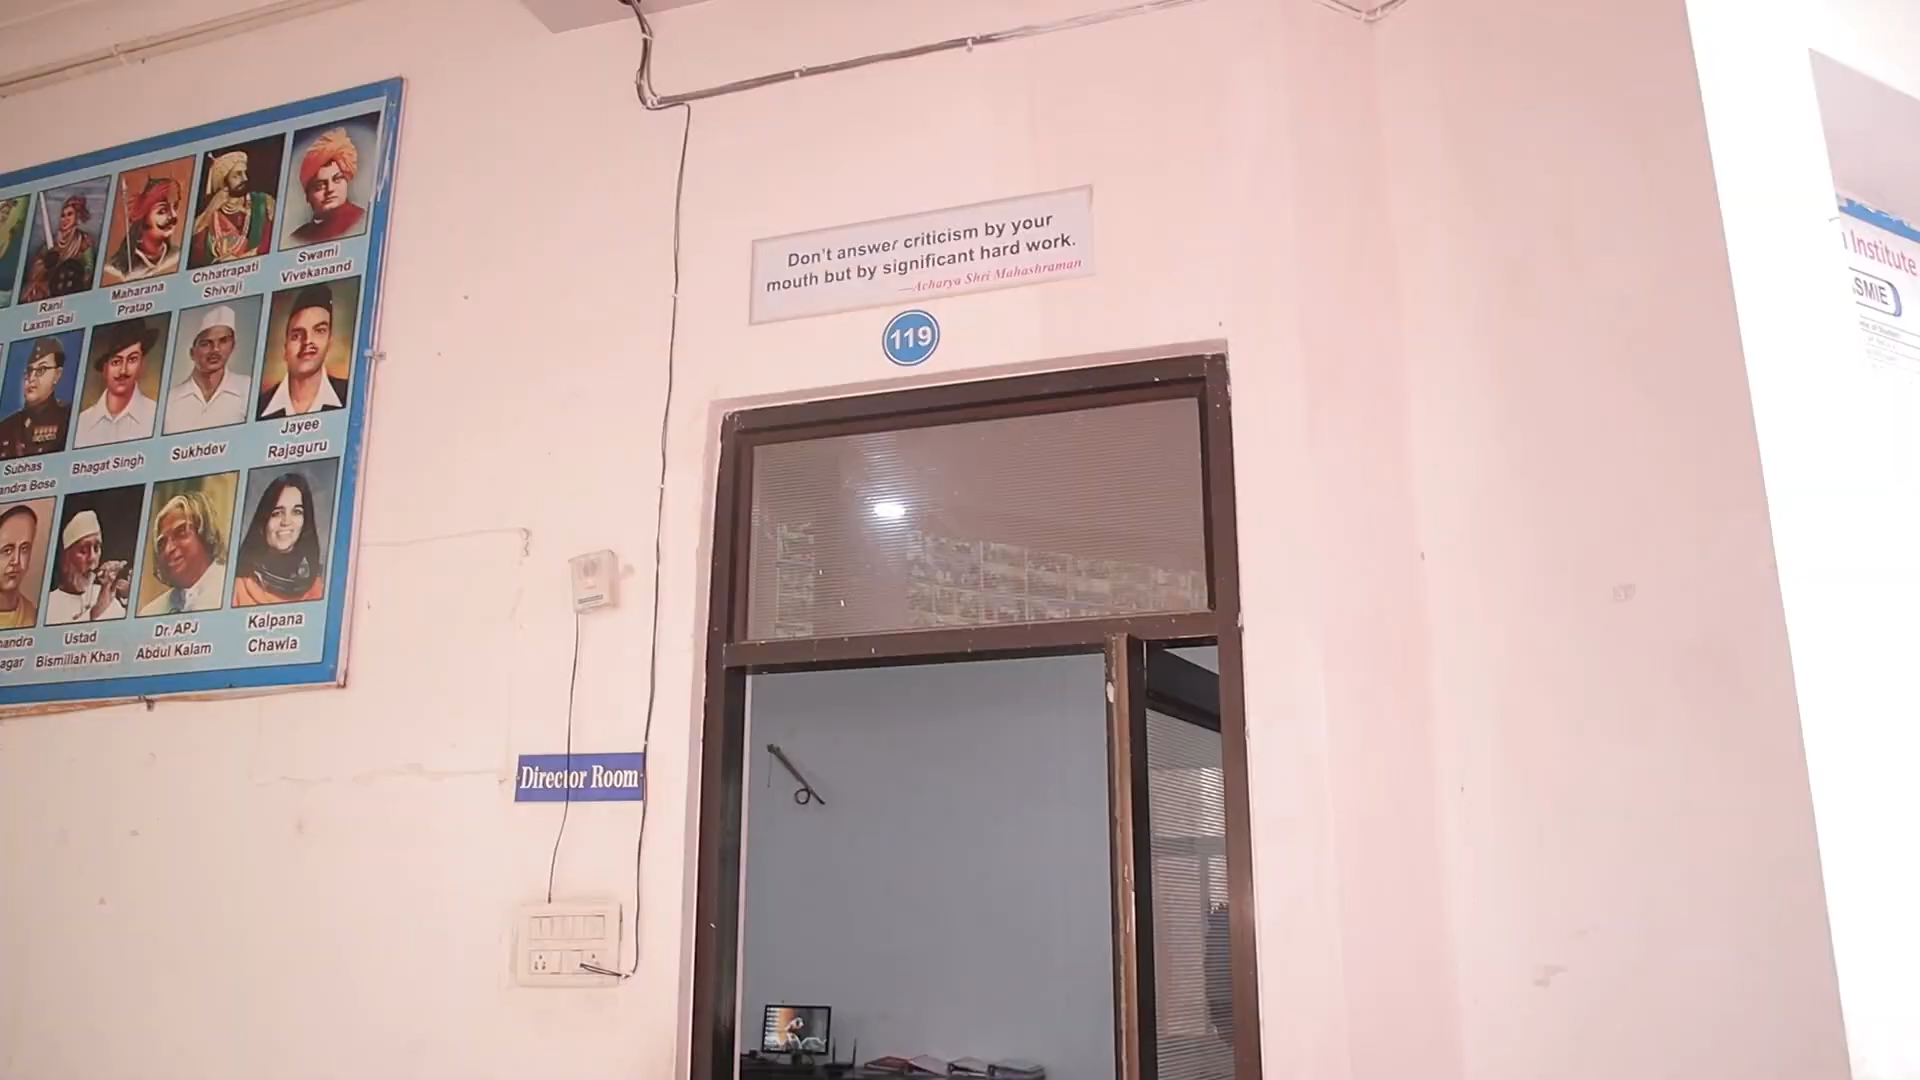 Rani
Laxmi Bai
Maharana
Pratap
Chhatrapati
Shivaji
Swami
Vivekanand
Subhas
andra Bose
Bhagat Singh
Sukhdev
Jayee
Rajaguru
andra
agar
Ustad
Bismillah Khan
Dr. APJ
Abdul Kalam
Kalpana
Chawla
Don't answer criticism by your
mouth but by significant hard work.
—Acharya Shri Mahashraman
119
Director Room
Institute
SMIE